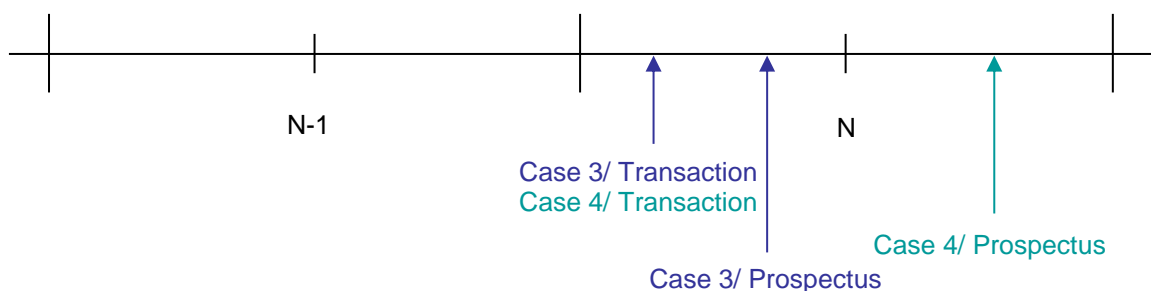 N-1
N
Case 3/ Transaction
Case 4/ Transaction
Case 4/ Prospectus
Case 3/ Prospectus